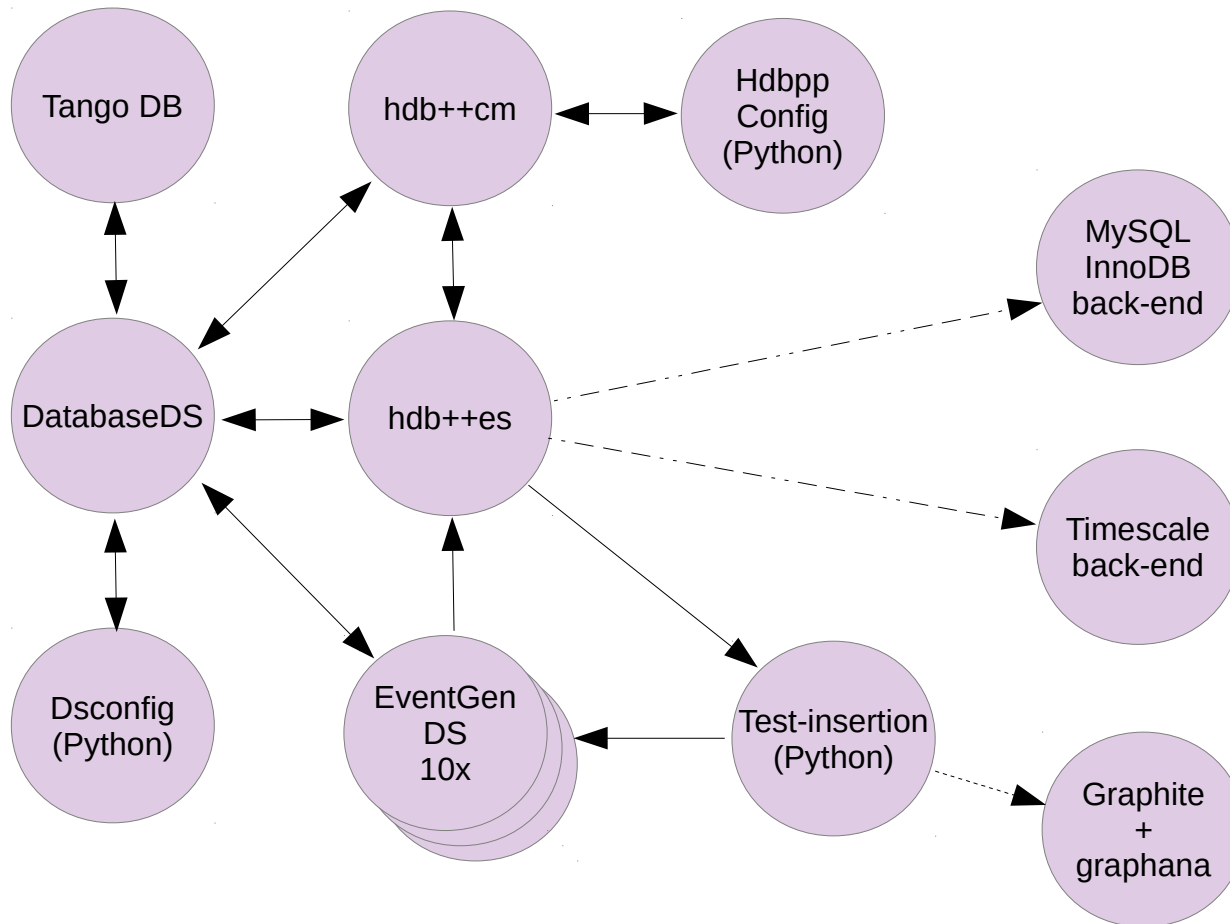 Tango DB
hdb++cm
Hdbpp
Config
(Python)
MySQL
InnoDB
back-end
DatabaseDS
hdb++es
Timescale
back-end
Dsconfig
(Python)
EventGen
DS
10x
Test-insertion
(Python)
Graphite
+
graphana